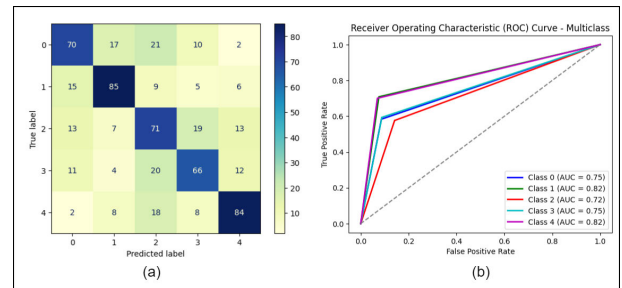 Receiver Operating Characteristic (ROC) Curve - Multiclass
0 70 17 21 10 2
1 15 85 9 5 6
2 13 7 71 19 13
3 11 4 20 66 12
4 2 8 18 8 84
0 1 2 3 4
Predicted label
True label
80
70
60
50
40
30
20
10
(a)
1.0
0.8
0.6
0.4
0.2
0.0
True Positive Rate
0.0 0.2 0.4 0.6 0.8 1.0
False Positive Rate
Class 0 (AUC = 0.75)
Class 1 (AUC = 0.82)
Class 2 (AUC = 0.72)
Class 3 (AUC = 0.75)
Class 4 (AUC = 0.82)
(b)